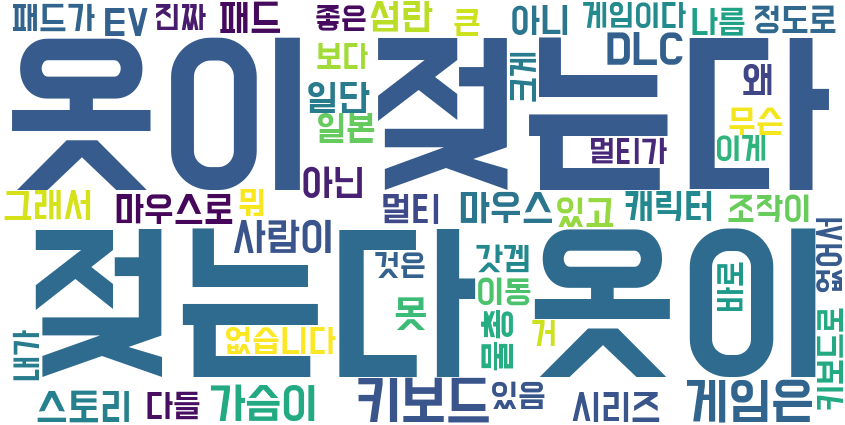 패드가 EV 진짜 패드 좋은 섬란 큰 아니 게임이다 나름 정도로
옷이 젖는다
보다 크게 DLC 왜
일단 일본 무슨
멀티가 이게
아닌
그래서 마우스로 뭐 멀티 마우스 있고 캐릭터 조작이
젖는다 옷이
사람이 것은 갓겜 바로 없어요
이동 못 물총 거
내가 없습니다 키보드로
스토리 다들 가슴이 키보드 있음 시리즈 게임은